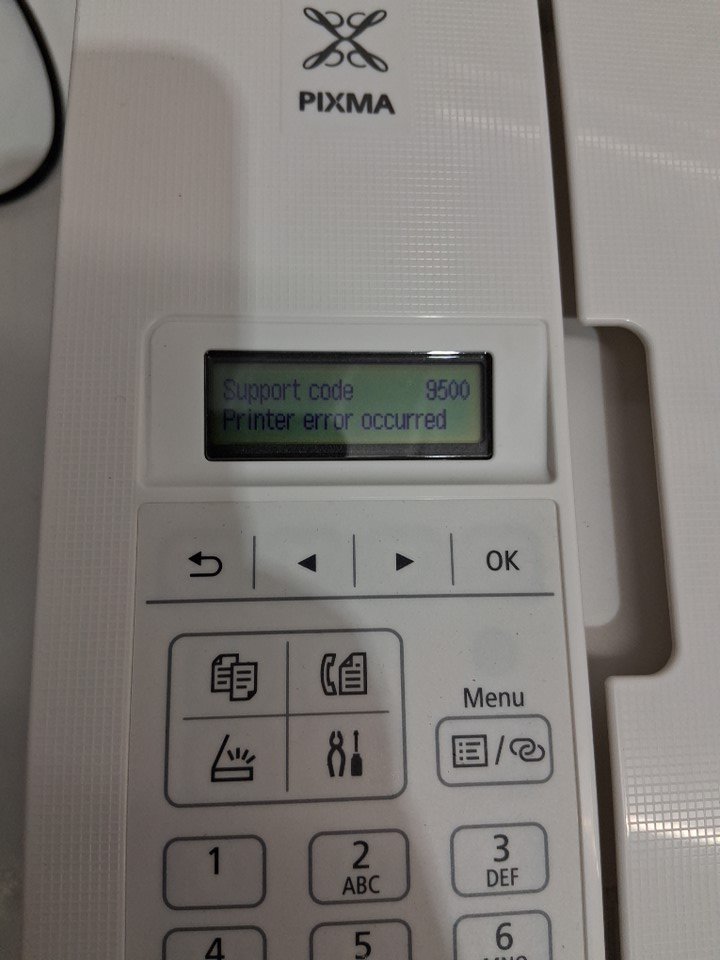 PIXMA
Support code 9500
Printer error occurred
OK
Menu
/
1
2
ABC
3
DEF
4
5
6